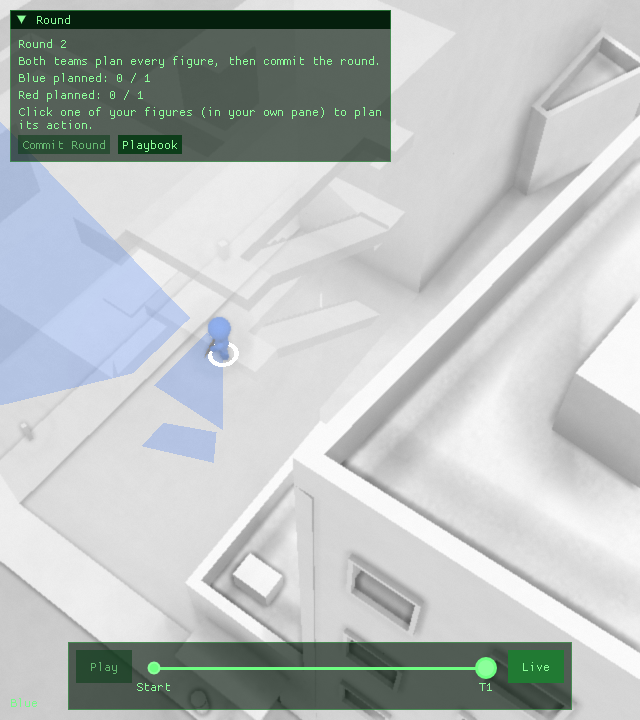 Round
Round 2
Both teams plan every figure, then commit the round.
Blue planned: 0 / 1
Red planned: 0 / 1
Click one of your figures (in your own pane) to plan
its action.
Commit Round Playbook
Play
Live
Start
T1